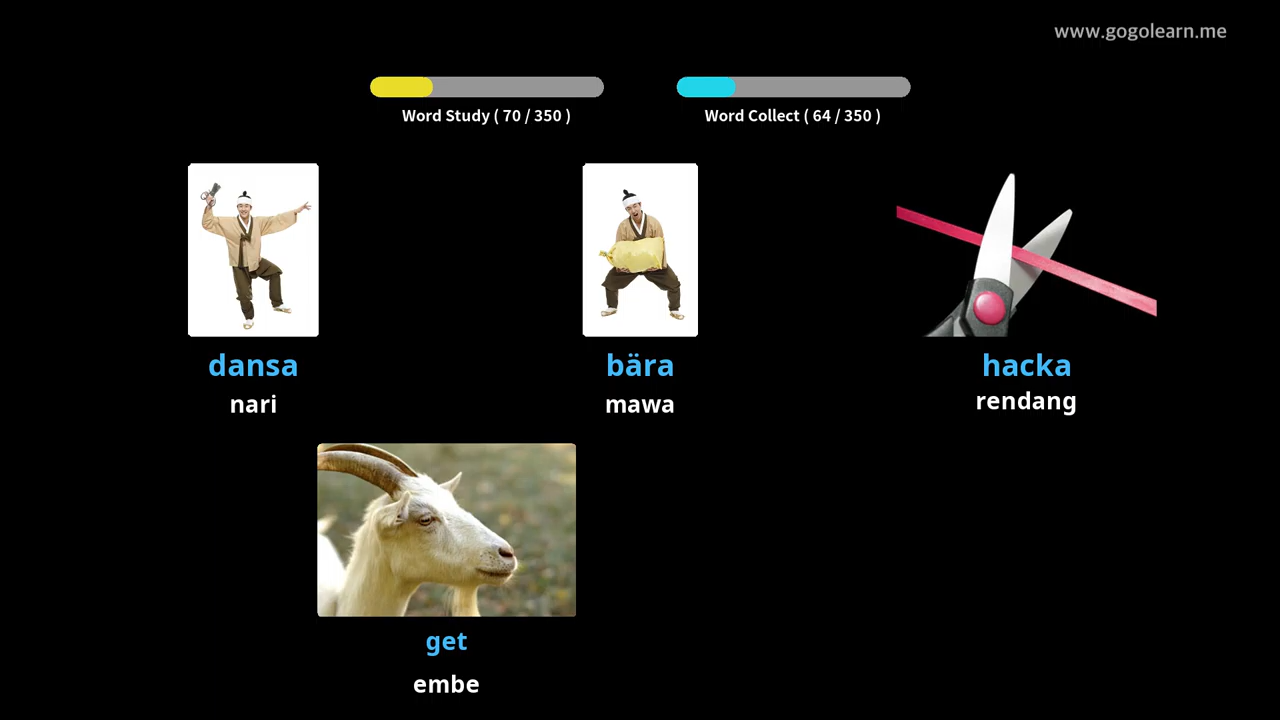 www.gogolearn.me
Word Study ( 70 / 350 )
Word Collect ( 64 / 350 )
dansa
nari
bära
mawa
hacka
rendang
get
embe